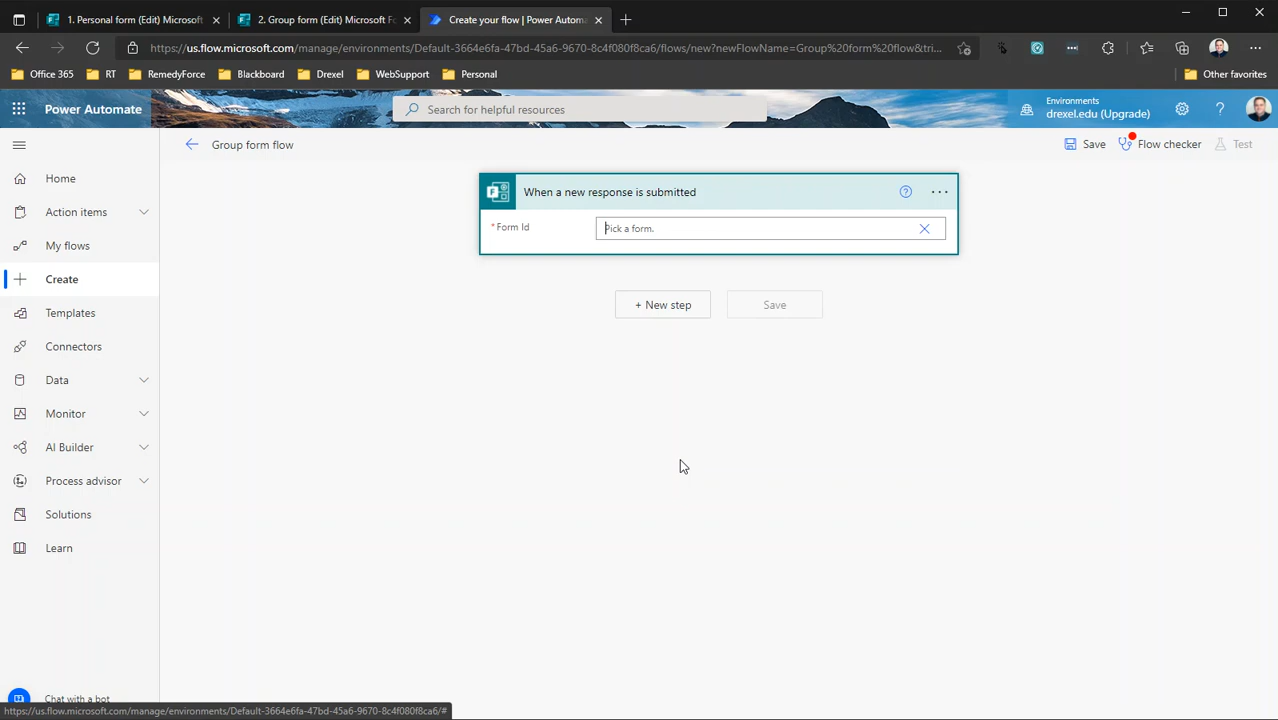 1. Personal form (Edit) Microsoft
2. Group form (Edit) Microsoft Fo
Create your flow | Power Automate
https://us.flow.microsoft.com/manage/environments/Default-3664e6fa-47bd-45a6-9670-8c4f080f8ca6/flows/new?newFlowName=Group%20form%20flow&tri...
Office 365
RT
RemedyForce
Blackboard
Drexel
WebSupport
Personal
Other favorites
Power Automate
Search for helpful resources
Environments
drexel.edu (Upgrade)
Group form flow
Save
Flow checker
Test
Home
Action items
My flows
Create
Templates
Connectors
Data
Monitor
AI Builder
Process advisor
Solutions
Learn
Chat with a bot
When a new response is submitted
* Form Id
Pick a form.
+ New step
Save
https://us.flow.microsoft.com/manage/environments/Default-3664e6fa-47bd-45a6-9670-8c4f080f8ca6/#